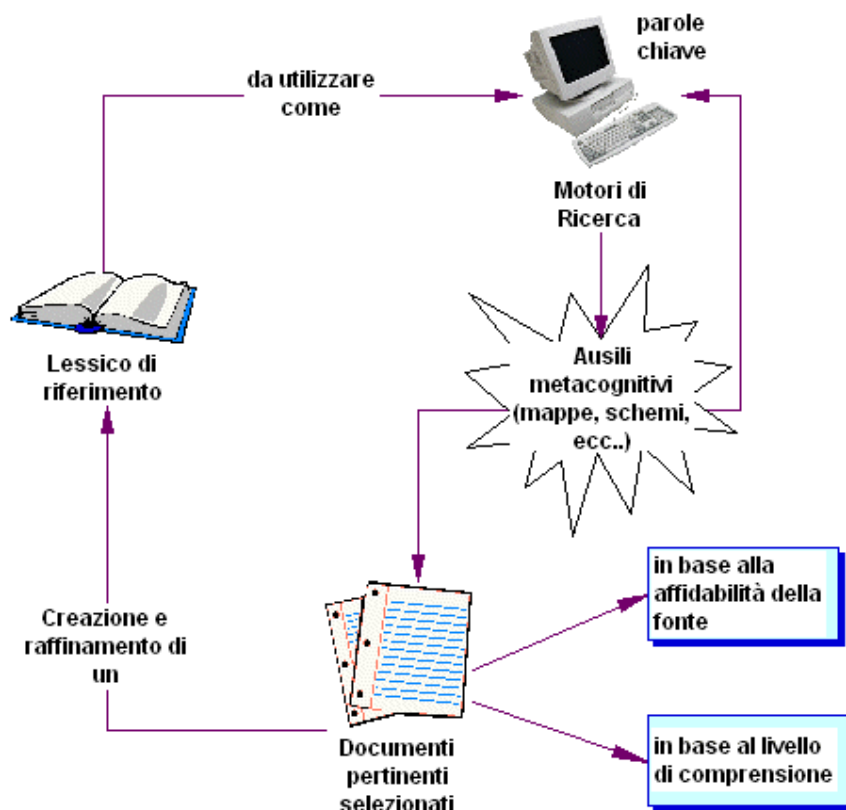 parole
chiave
da utilizzare
come
Motori di
Ricerca
Lessico di
riferimento
Ausili
metacognitivi
(mappe, schemi,
ecc..)
in base alla
affidabilità della
fonte
Creazione e
raffinamento di
un
in base al livello
di comprensione
Documenti
pertinenti
selezionati